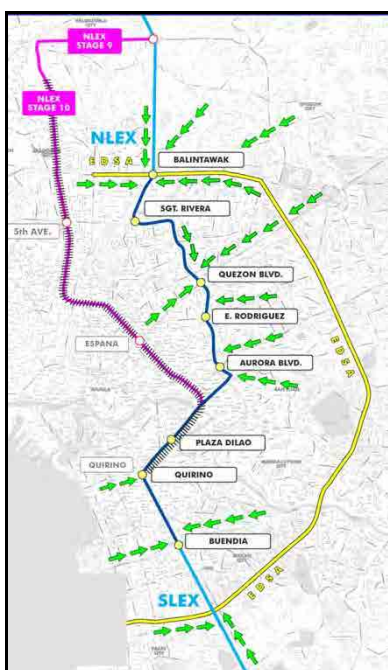 NLEX
STAGE 9
NLEX
STAGE 10
NLEX
EDSA
BALINTAWAK
SGT. RIVERA
5th AVE.
QUEZON BLVD.
E. RODRIGUEZ
ESPANA
AURORA BLVD.
EDSA
PLAZA DILAO
QUIRINO
QUIRINO
BUENDIA
EDSA
SLEX